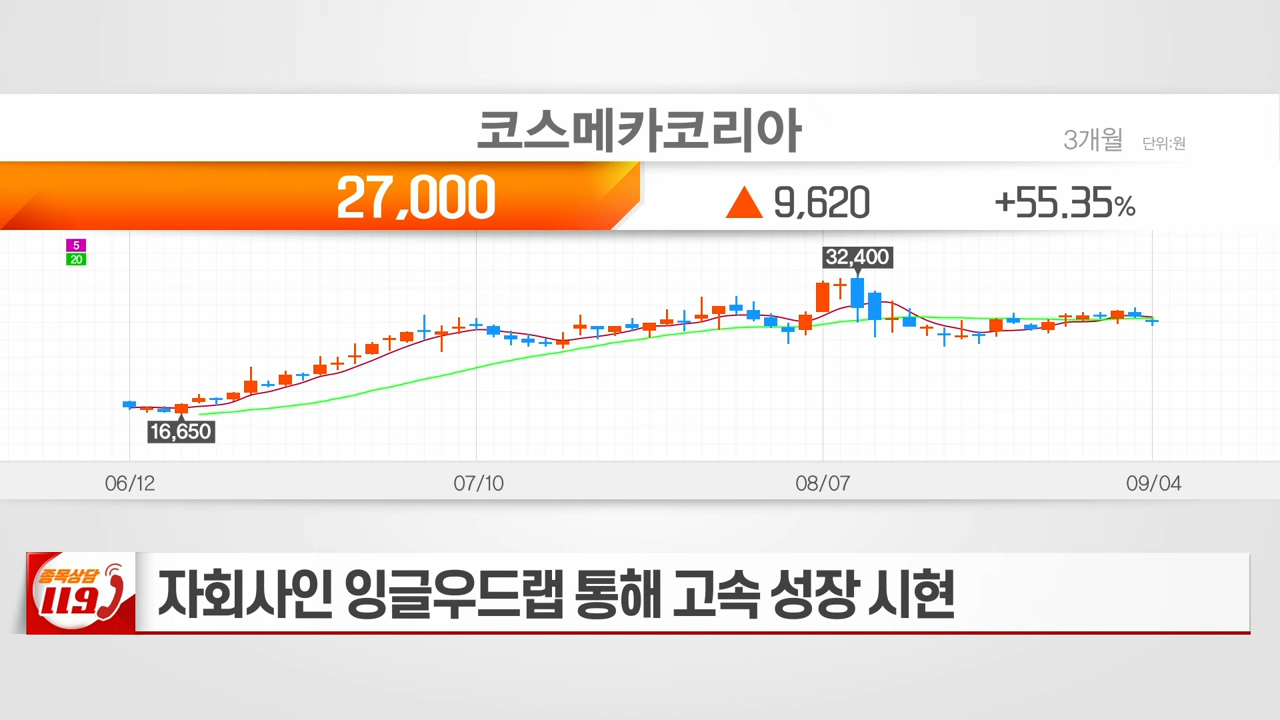 코스메카코리아
3개월 단위:원
27,000 ▲ 9,620 +55.35%
5
20
32,400
16,650
06/12 07/10 08/07 09/04
종목상담
119
자회사인 잉글우드랩 통해 고속 성장 시현